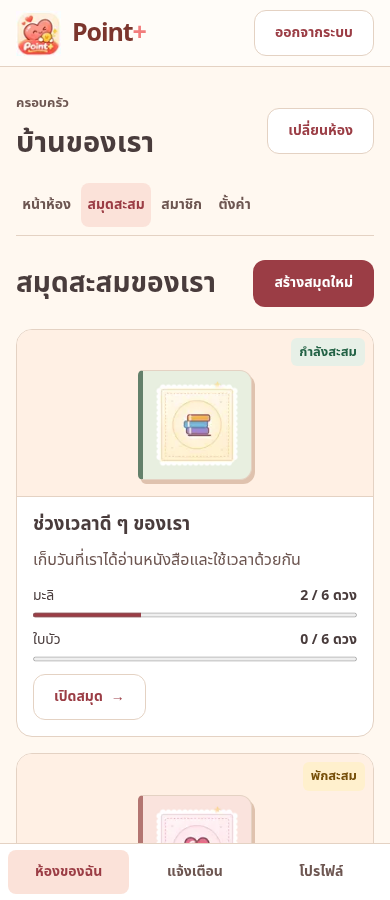 Point+
Point+
ออกจากระบบ
ครอบครัว
บ้านของเรา
เปลี่ยนห้อง
หน้าห้อง
สมุดสะสม
สมาชิก
ตั้งค่า
สมุดสะสมของเรา
สร้างสมุดใหม่
กำลังสะสม
ช่วงเวลาดี ๆ ของเรา
เก็บวันที่เราได้อ่านหนังสือและใช้เวลาด้วยกัน
มะลิ 2 / 6 ดวง
ใบบัว 0 / 6 ดวง
เปิดสมุด →
พักสะสม
ห้องของฉัน
แจ้งเตือน
โปรไฟล์